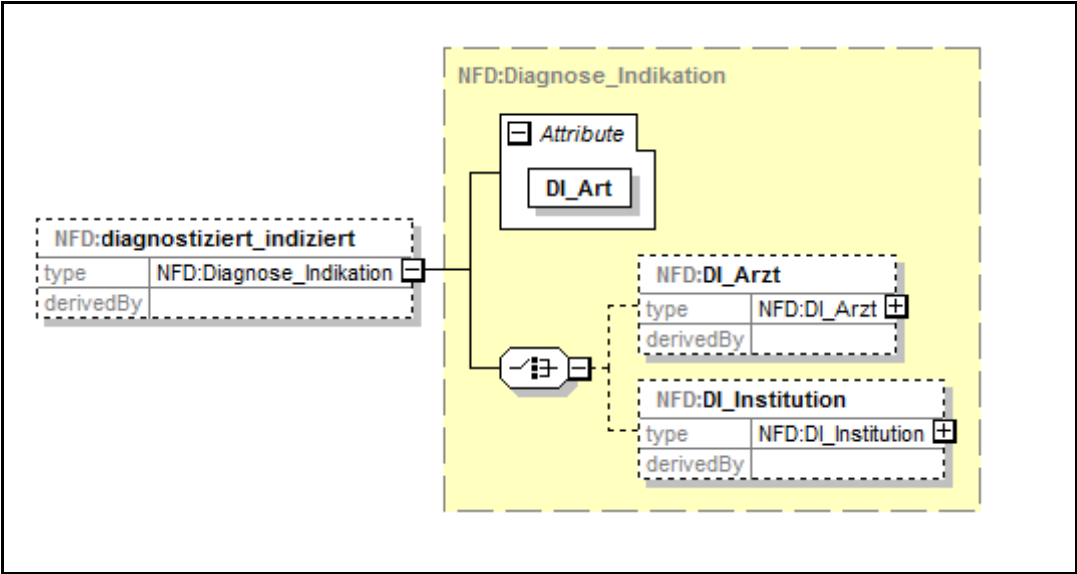 NFD:Diagnose_Indikation
Attribute
DI_Art
NFD:diagnostiziert_indiziert
type NFD:Diagnose_Indikation
derivedBy
NFD:DI_Arzt
type NFD:DI_Arzt
derivedBy
NFD:DI_Institution
type NFD:DI_Institution
derivedBy